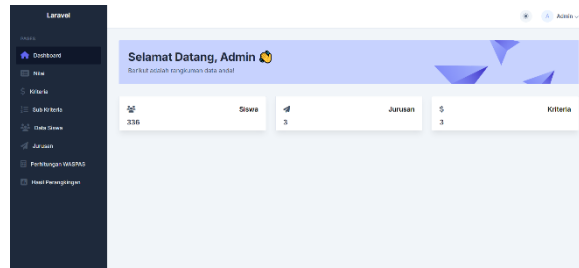 Laravel
Admin
PAGES
Dashboard
Nilai
Kriteria
Sub Kriteria
Data Siswa
Jurusan
Perhitungan WASPAS
Hasil Perangkingan
Selamat Datang, Admin 👋
Berikut adalah rangkuman data anda!
Siswa
336
Jurusan
3
$ Kriteria
3